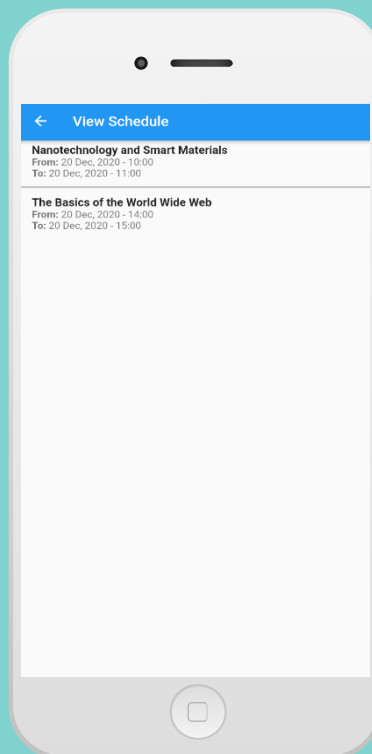 View Schedule
Nanotechnology and Smart Materials
From: 20 Dec, 2020 - 10:00
To: 20 Dec, 2020 - 11:00
The Basics of the World Wide Web
From: 20 Dec, 2020 - 14:00
To: 20 Dec, 2020 - 15:00